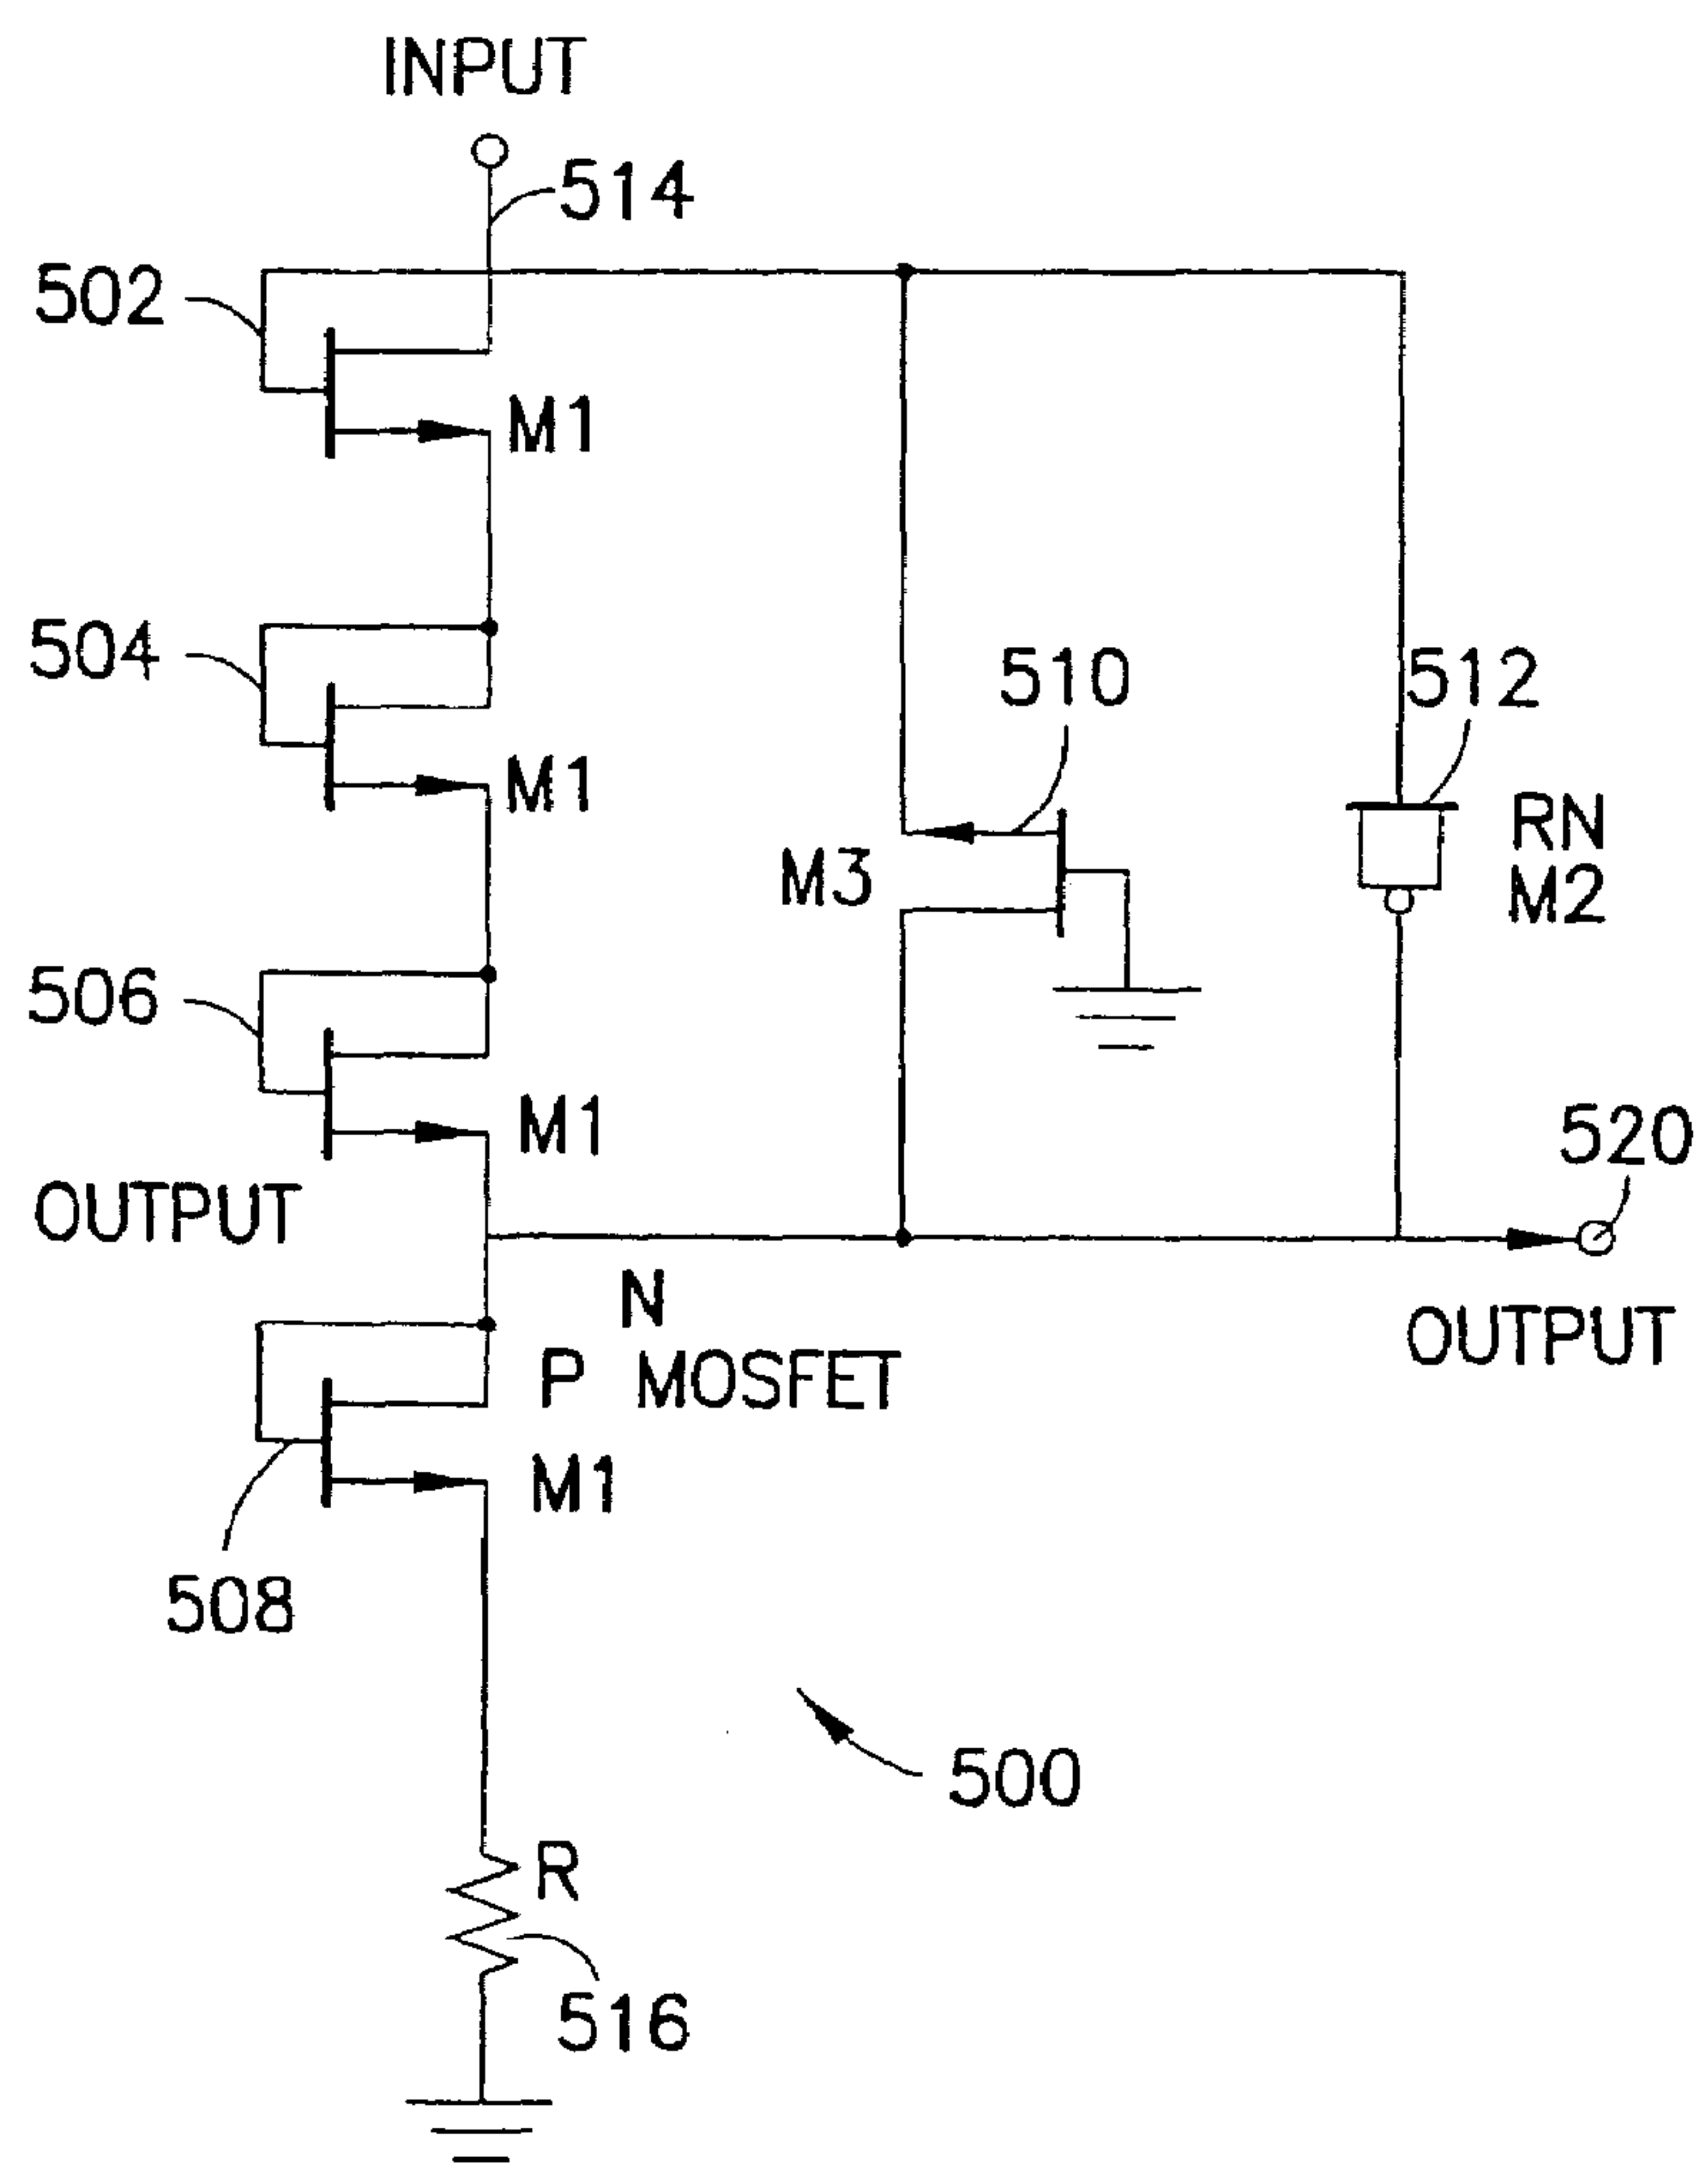 INPUT
514
502
M1
504
M1
510
512
RN
M2
M3
506
M1
520
OUTPUT
N
OUTPUT
P MOSFET
M1
508
500
R
516